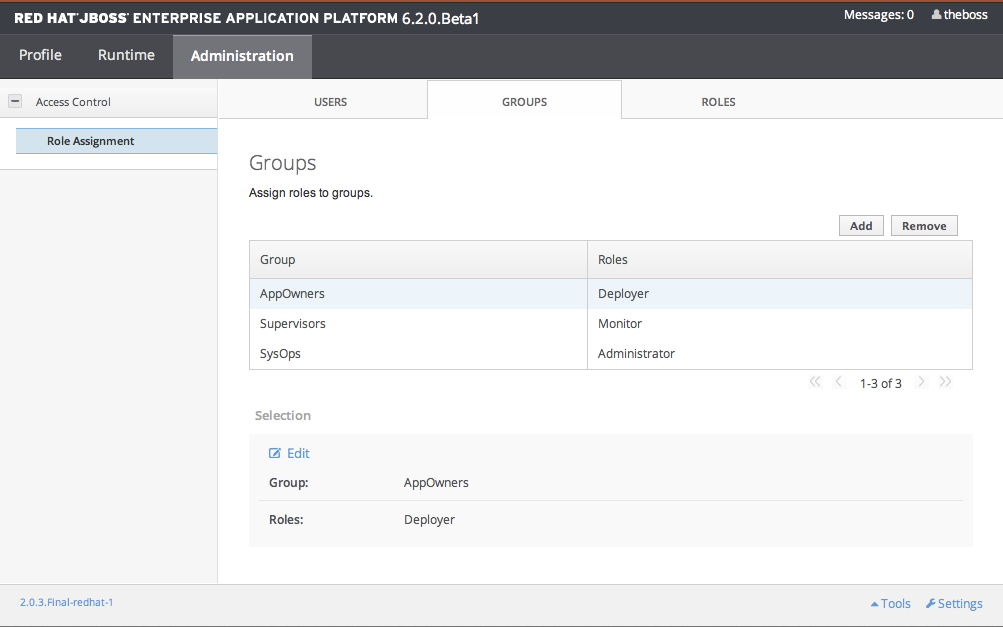 RED HAT JBOSS ENTERPRISE APPLICATION PLATFORM 6.2.0.Beta1
Messages: 0 theboss
Profile Runtime Administration
Access Control
Role Assignment
USERS GROUPS ROLES
Groups
Assign roles to groups.
Add Remove
Group Roles
AppOwners Deployer
Supervisors Monitor
SysOps Administrator
1-3 of 3
Selection
Edit
Group: AppOwners
Roles: Deployer
2.0.3.Final-redhat-1
Tools Settings